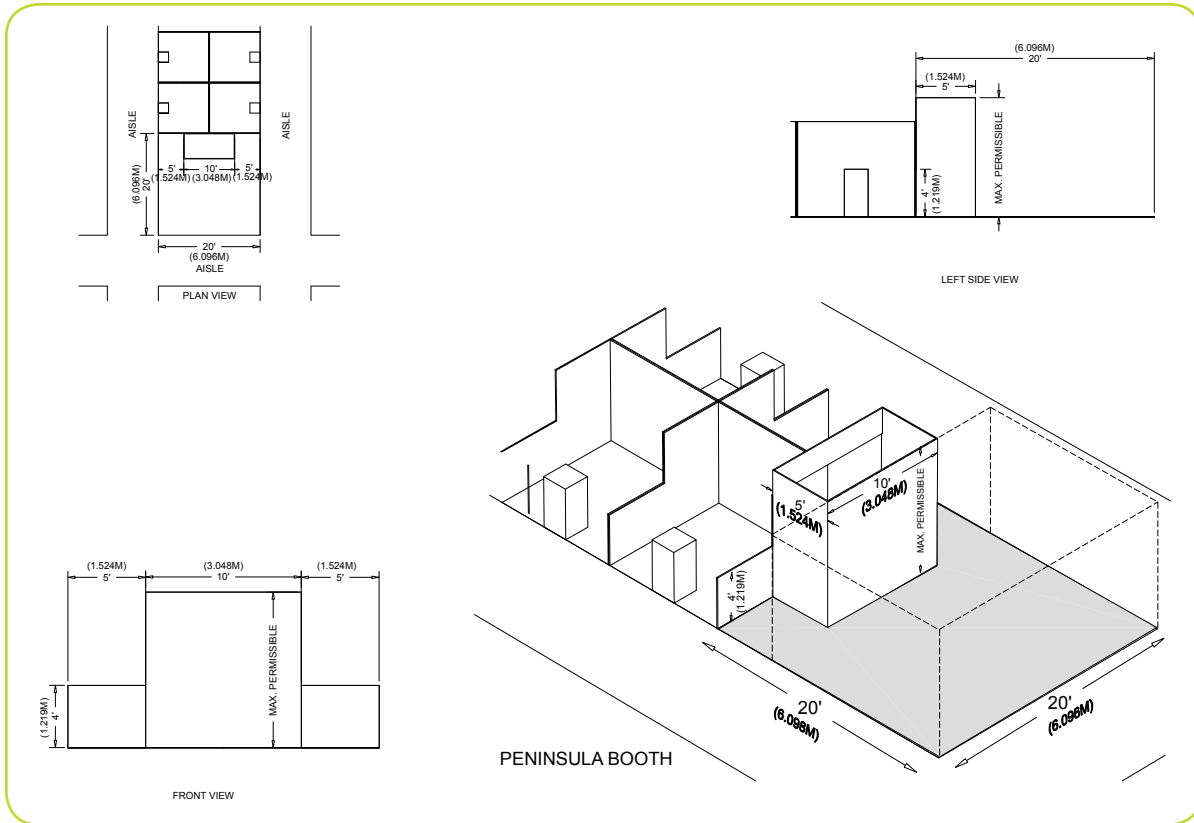 AISLE
AISLE
5'
10'
5'
(1.524M)
(3.048M)
(1.524M)
20'
(6.096M)
20'
(6.096M)
AISLE
PLAN VIEW
(6.096M)
20'
(1.524M)
5'
MAX. PERMISSIBLE
4'
(1.219M)
LEFT SIDE VIEW
(1.524M)
5'
(3.048M)
10'
(1.524M)
5'
MAX. PERMISSIBLE
(1.219M)
4'
FRONT VIEW
5'
(1.524M)
10'
(3.048M)
MAX. PERMISSIBLE
4'
(1.219M)
20'
(6.098M)
20'
(6.096M)
PENINSULA BOOTH